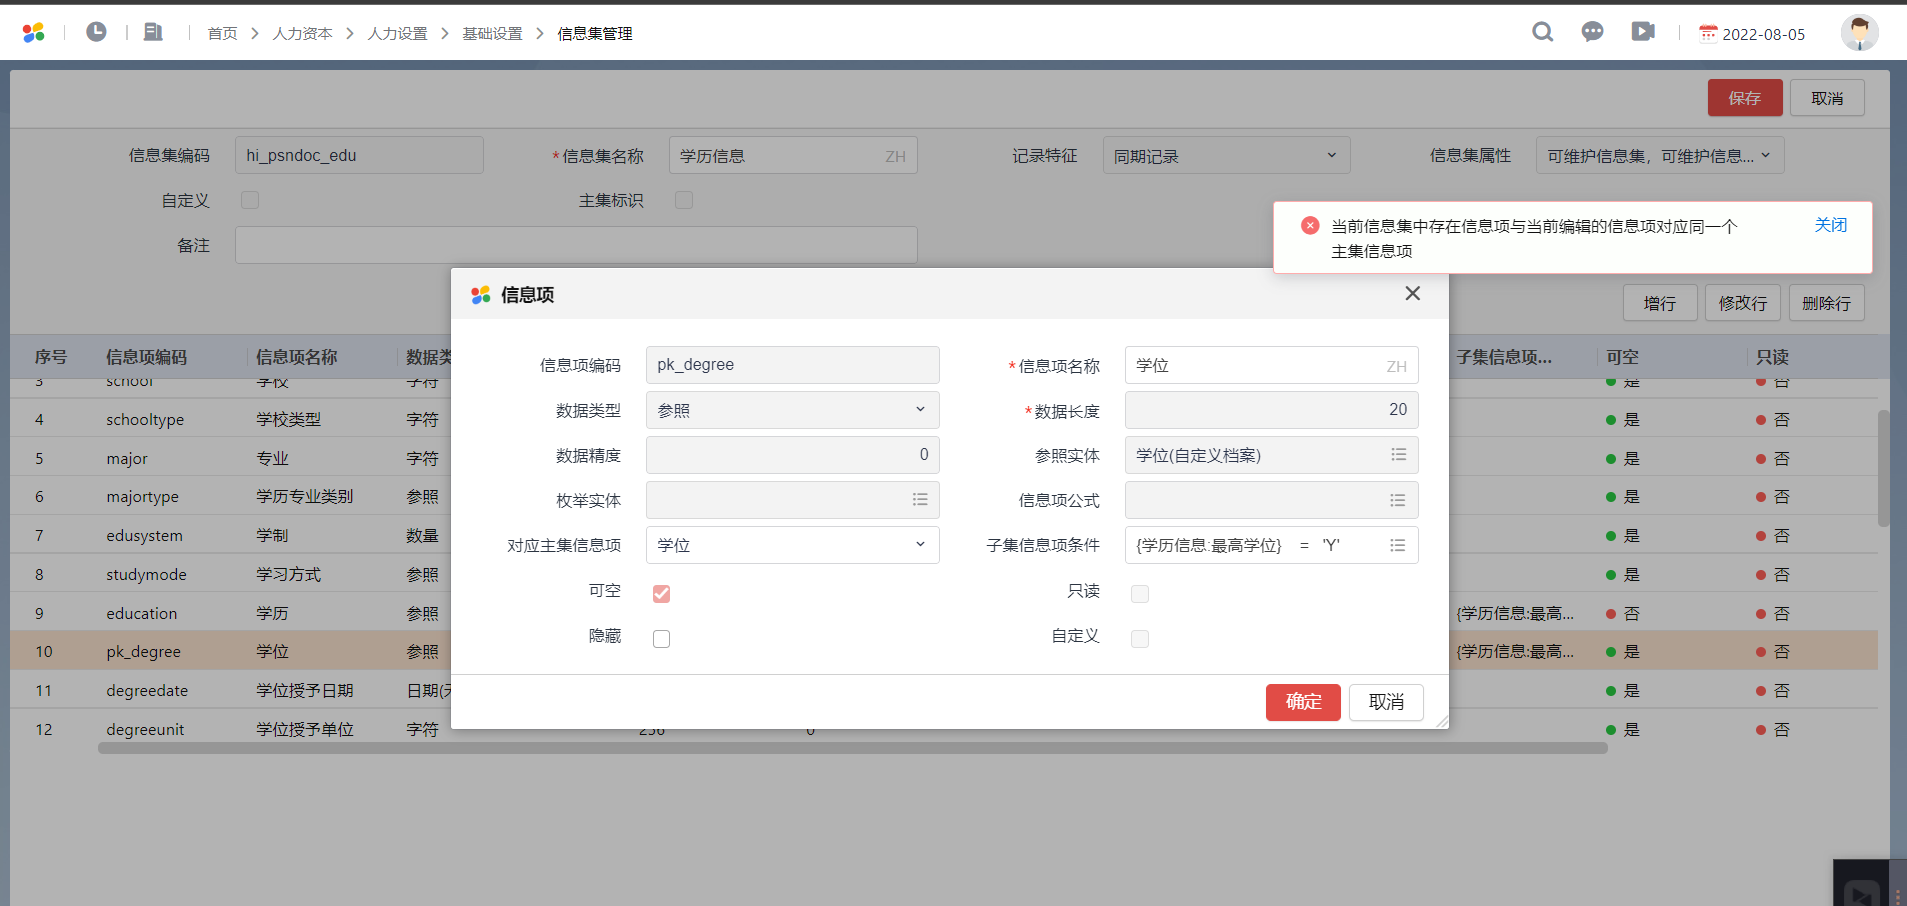 首页 > 人力资本 > 人力设置 > 基础设置 > 信息集管理 2022-08-05
保存 取消
信息集编码 hi_psndoc_edu *信息集名称 学历信息 ZH 记录特征 同期记录 信息集属性 可维护信息集，可维护信息...
自定义 主集标识
备注
当前信息集中存在信息项与当前编辑的信息项对应同一个 关闭
主集信息项
增行 修改行 删除行
信息项
序号 信息项编码 信息项名称 数据类 子集信息项... 可空 只读
3 school 学校 字符 是 否
4 schooltype 学校类型 字符 是 否
5 major 专业 字符 是 否
6 majortype 学历专业类别 参照 是 否
7 edusystem 学制 数量 是 否
8 studymode 学习方式 参照 是 否
9 education 学历 参照 {学历信息:最高... 否 否
10 pk_degree 学位 参照 {学历信息:最高... 是 否
11 degreedate 学位授予日期 日期( 是 否
12 degreeunit 学位授予单位 字符 256 0 是 否
信息项编码 pk_degree *信息项名称 学位 ZH
数据类型 参照 *数据长度 20
数据精度 0 参照实体 学位(自定义档案)
枚举实体 信息项公式
对应主集信息项 学位 子集信息项条件 {学历信息:最高学位} = 'Y'
可空 只读
隐藏 自定义
确定 取消